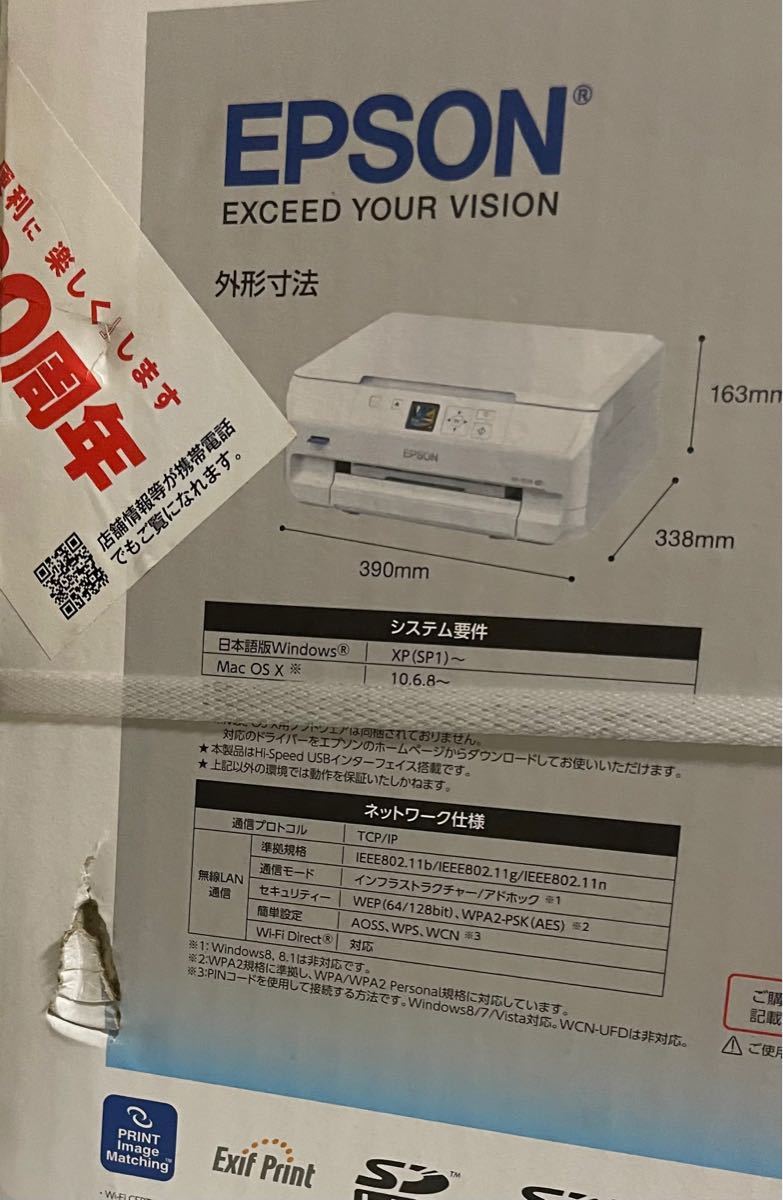 EPSON®
EXCEED YOUR VISION
外形寸法
利に 楽しくします
0周年
店舗情報等が携帯電話
でもご覧になれます。
EPSON
163mm
338mm
390mm
システム要件
日本語版Windows® XP(SP1)～
Mac OS X ※ 10.6.8～
対応のドライバーをエプソンのホームページからダウンロードしてお使いいただけます。
★本製品はHi-Speed USBインターフェイス搭載です。
★上記以外の環境では動作を保証いたしかねます。
ネットワーク仕様
通信プロトコル TCP/IP
無線LAN通信
準拠規格 IEEE802.11b/IEEE802.11g/IEEE802.11n
通信モード インフラストラクチャー/アドホック ※1
セキュリティー WEP(64/128bit)、WPA2-PSK(AES) ※2
簡単設定 AOSS、WPS、WCN ※3
Wi-Fi Direct® 対応
※1:Windows8, 8.1は非対応です。
※2:WPA2規格に準拠し、WPA/WPA2 Personal規格に対応しています。
※3:PINコードを使用して接続する方法です。Windows8/7/Vista対応。WCN-UFDは非対応。
ご購
記載
⚠ご使用
PRINT
Image
Matching™
Exif Print
SD™